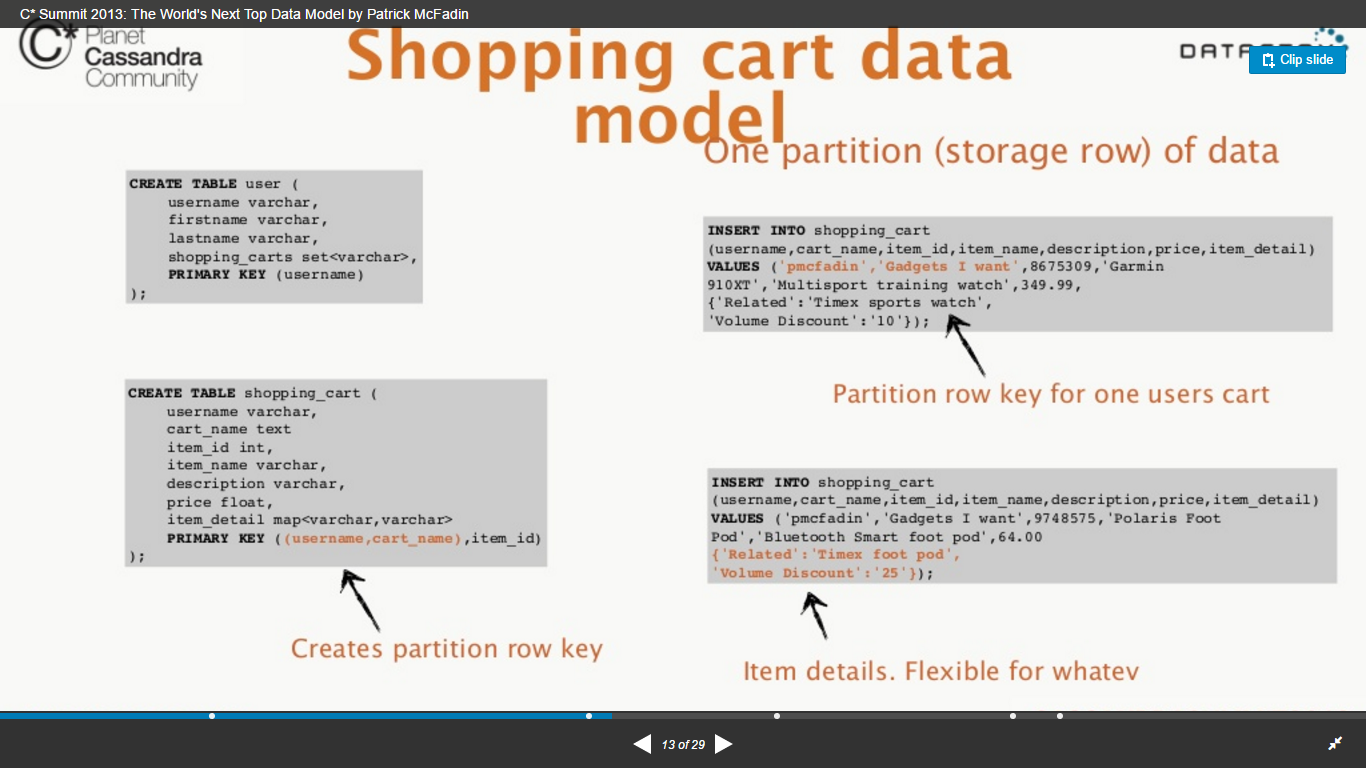 C* Summit 2013: The World's Next Top Data Model by Patrick McFadin
C*
Planet
Cassandra
Community
Shopping cart data
model
Clip slide
One partition (storage row) of data
CREATE TABLE user (
username varchar,
firstname varchar,
lastname varchar,
shopping_carts set<varchar>,
PRIMARY KEY (username)
);
INSERT INTO shopping_cart
(username,cart_name,item_id,item_name,description,price,item_detail)
VALUES ('pmcfadin','Gadgets I want',8675309,'Garmin
910XT','Multisport training watch',349.99,
{'Related':'Timex sports watch',
'Volume Discount':'10'});
Partition row key for one users cart
CREATE TABLE shopping_cart (
username varchar,
cart_name text
item_id int,
item_name varchar,
description varchar,
price float,
item_detail map<varchar,varchar>
PRIMARY KEY ((username,cart_name),item_id)
);
Creates partition row key
INSERT INTO shopping_cart
(username,cart_name,item_id,item_name,description,price,item_detail)
VALUES ('pmcfadin','Gadgets I want',9748575,'Polaris Foot
Pod','Bluetooth Smart foot pod',64.00
{'Related':'Timex foot pod',
'Volume Discount':'25'});
Item details. Flexible for whatev
13 of 29